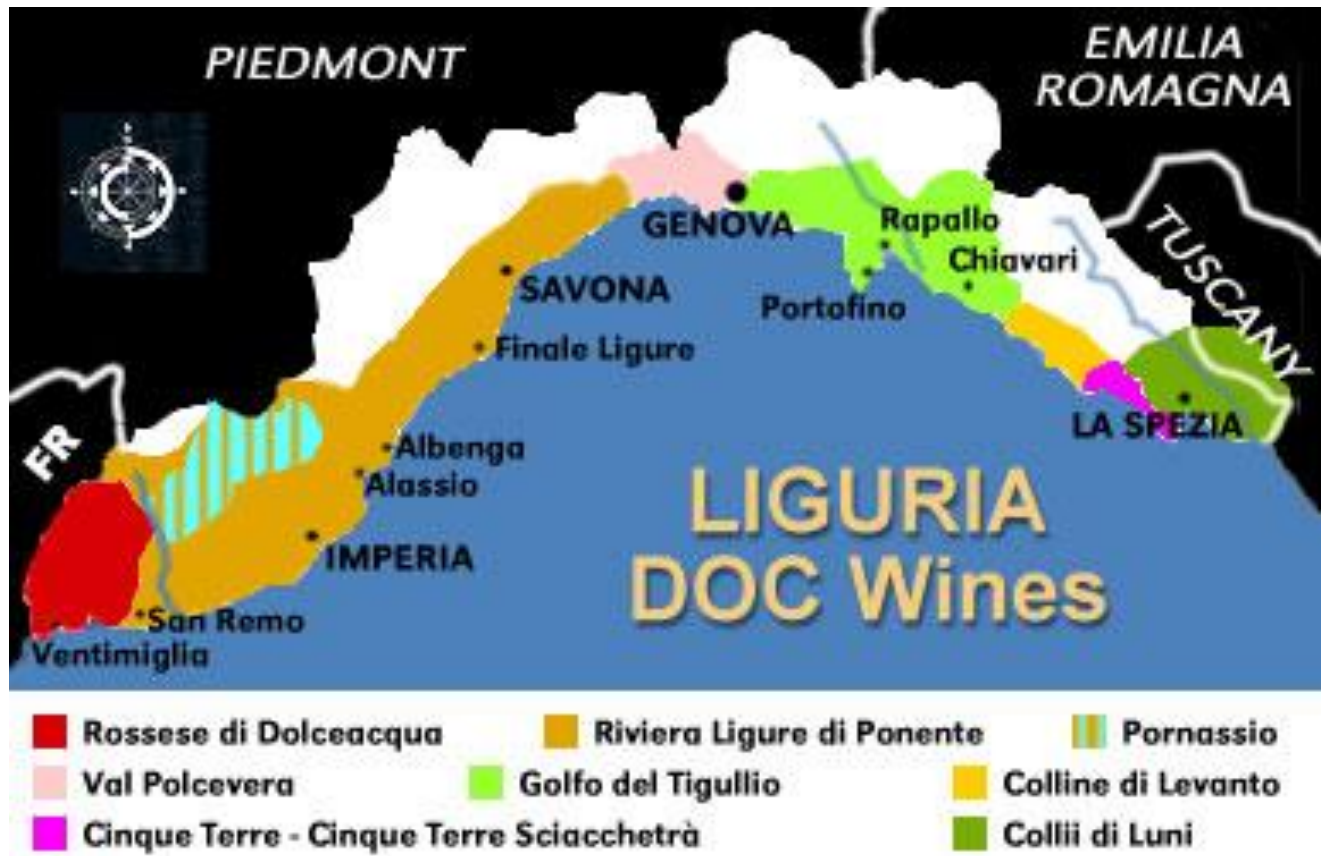 PIEDMONT
EMILIA
ROMAGNA
TUSCANY
GENOVA
Rapallo
Chiavari
Portofino
SAVONA
Finale Ligure
FR
Albenga
Alassio
LA SPEZIA
IMPERIA
LIGURIA
DOC Wines
San Remo
Ventimiglia
Rossese di Dolceacqua
Riviera Ligure di Ponente
Pornassio
Val Polcevera
Golfo del Tigullio
Colline di Levanto
Cinque Terre - Cinque Terre Sciacchetrà
Collii di Luni